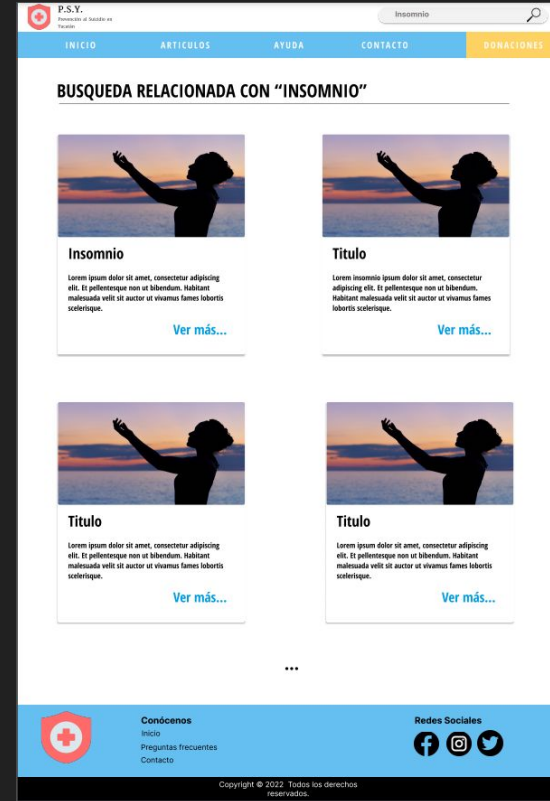 P.S.Y.
Prevención al Suicidio en
Yucatán
Insomnio
INICIO
ARTICULOS
AYUDA
CONTACTO
DONACIONES
BUSQUEDA RELACIONADA CON “INSOMNIO”
Insomnio
Lorem ipsum dolor sit amet, consectetur adipiscing
elit. Et pellentesque non ut bibendum. Habitant
malesuada velit sit auctor ut vivamus fames lobortis
scelerisque.
Ver más...
Titulo
Lorem insomnio ipsum dolor sit amet, consectetur
adipiscing elit. Et pellentesque non ut bibendum.
Habitant malesuada velit sit auctor ut vivamus fames
lobortis scelerisque.
Ver más...
Titulo
Lorem ipsum dolor sit amet, consectetur adipiscing
elit. Et pellentesque non ut bibendum. Habitant
malesuada velit sit auctor ut vivamus fames lobortis
scelerisque.
Ver más...
Titulo
Lorem ipsum dolor sit amet, consectetur adipiscing
elit. Et pellentesque non ut bibendum. Habitant
malesuada velit sit auctor ut vivamus fames lobortis
scelerisque.
Ver más...
...
Conócenos
Inicio
Preguntas frecuentes
Contacto
Redes Sociales
Copyright © 2022 Todos los derechos
reservados.